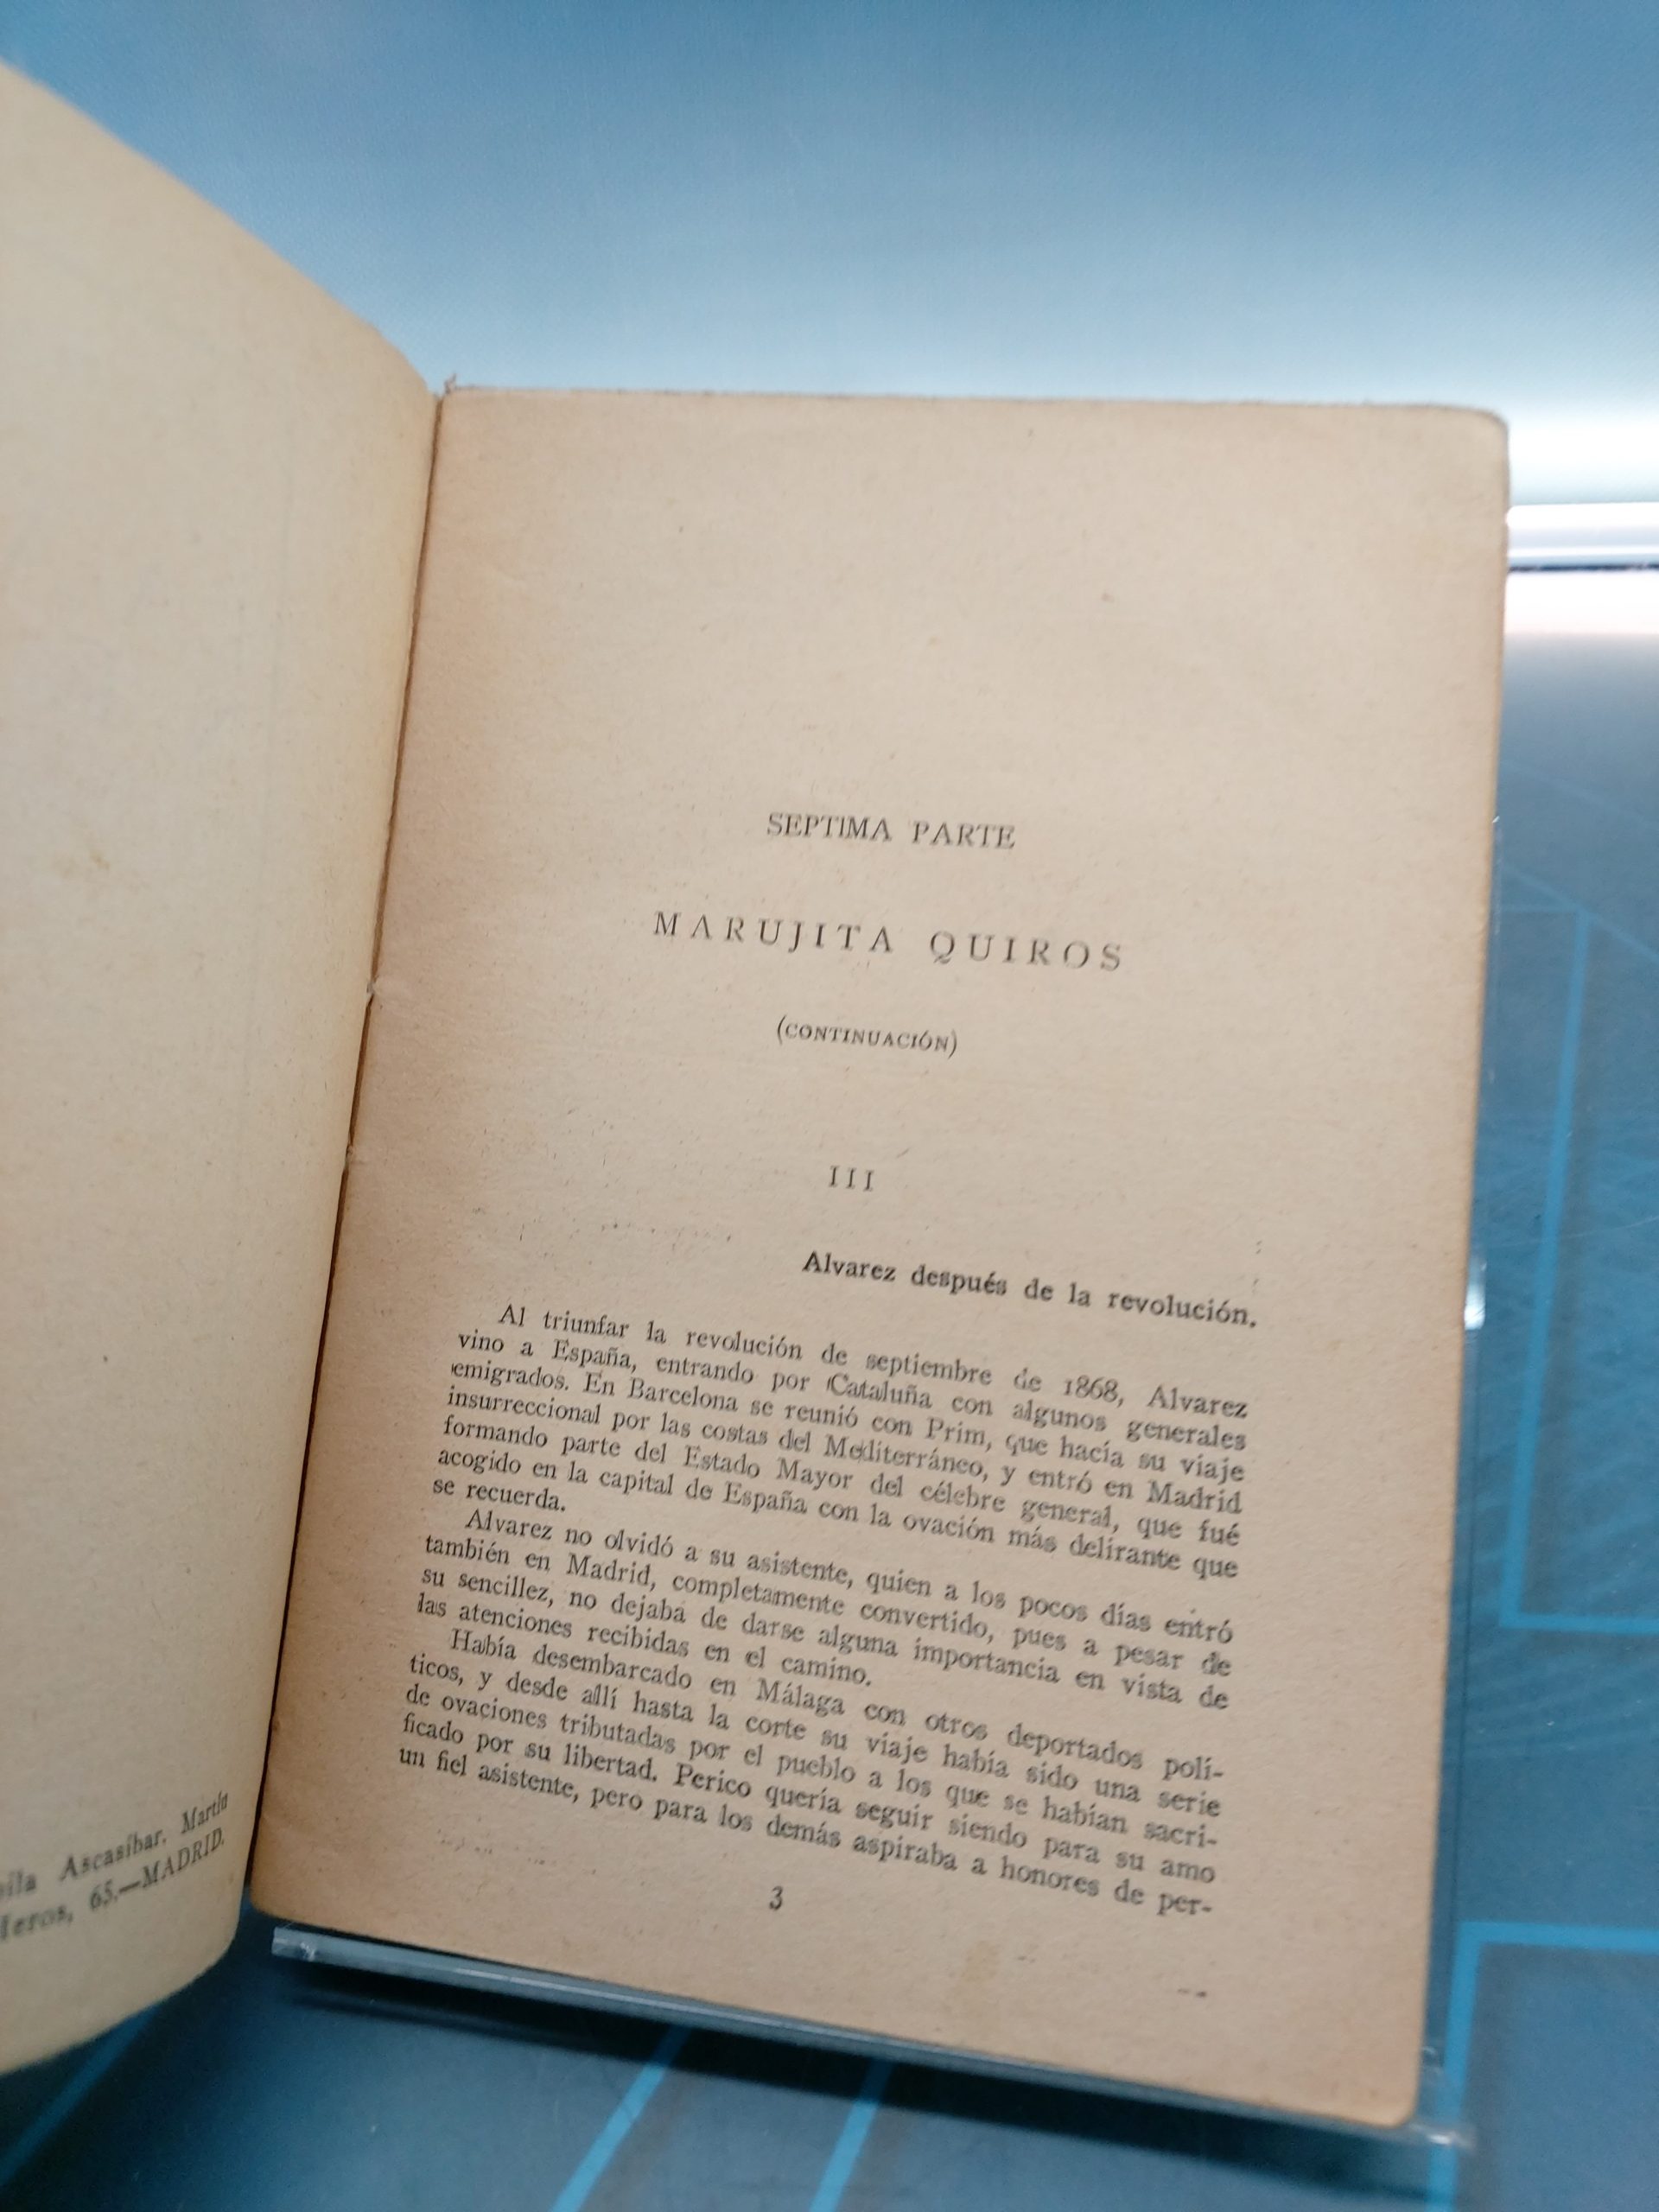 Ascasíbar, Martín
65.—MADRID.
SEPTIMA PARTE
MARUJITA QUIROS
(CONTINUACIÓN)
III
Alvarez después de la revolución.
Al triunfar la revolución de septiembre de 1868, Alvarez
vino a España, entrando por Cataluña con algunos generales
emigrados. En Barcelona se reunió con Prim, que hacía su viaje
insurreccional por las costas del Mediterráneo, y entró en Madrid
formando parte del Estado Mayor del célebre general, que fué
acogido en la capital de España con la ovación más delirante que
se recuerda.
Alvarez no olvidó a su asistente, quien a los pocos días entró
también en Madrid, completamente convertido, pues a pesar de
su sencillez, no dejaba de darse alguna importancia en vista de
las atenciones recibidas en el camino.
Había desembarcado en Málaga con otros deportados polí-
ticos, y desde allí hasta la corte su viaje había sido una serie
de ovaciones tributadas por el pueblo a los que se habían sacri-
ficado por su libertad. Perico quería seguir siendo para su amo
un fiel asistente, pero para los demás aspiraba a honores de per-
3